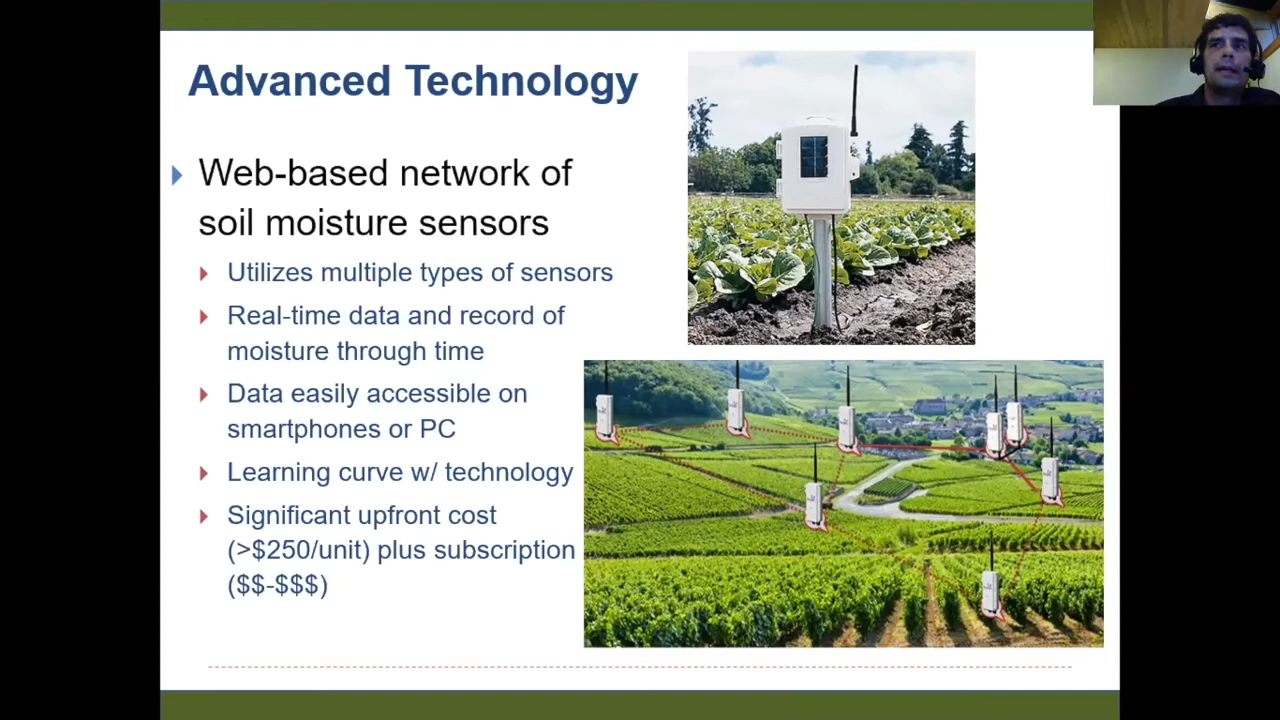 Advanced Technology
Web-based network of
soil moisture sensors
Utilizes multiple types of sensors
Real-time data and record of
moisture through time
Data easily accessible on
smartphones or PC
Learning curve w/ technology
Significant upfront cost
(>$250/unit) plus subscription
($$-$$$)